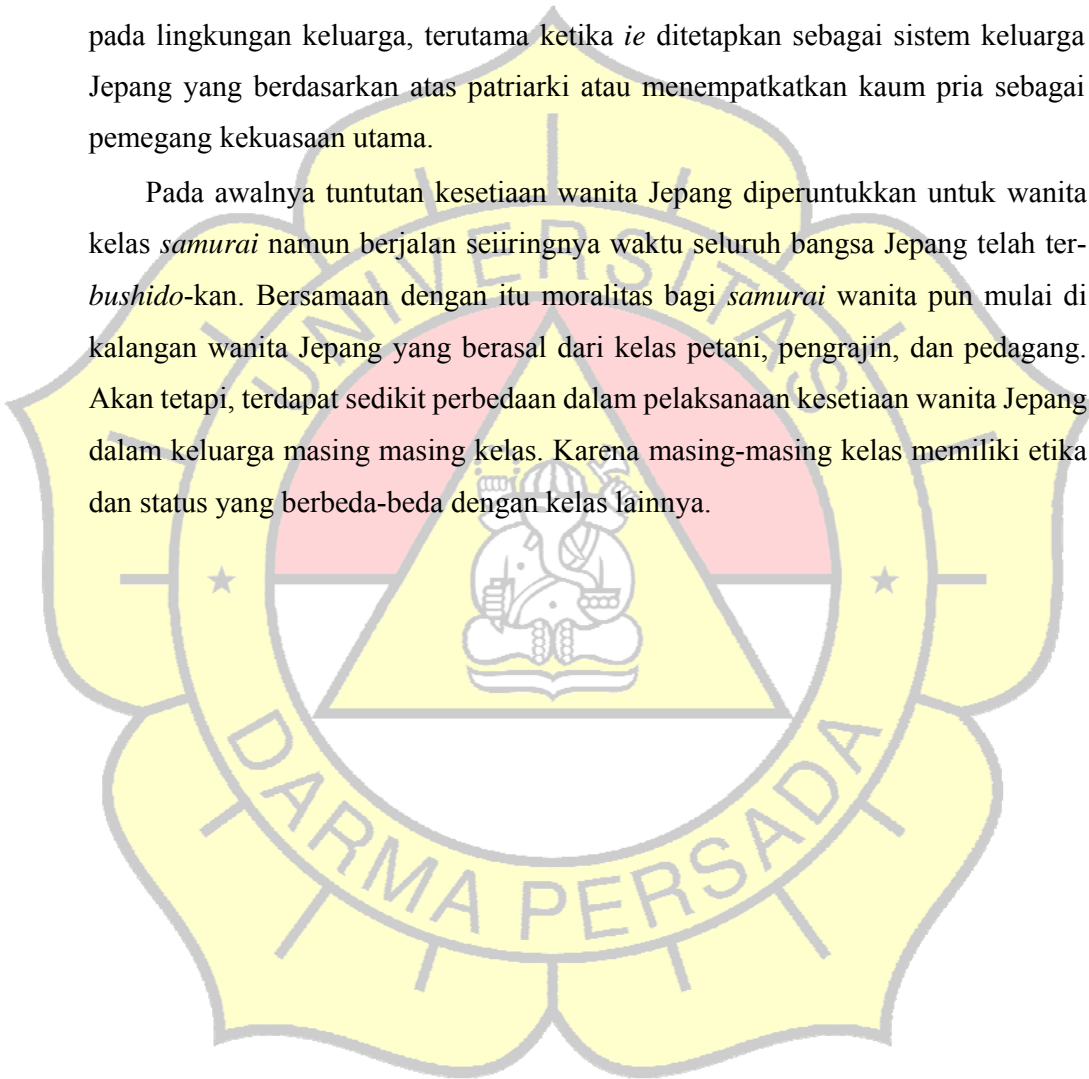 pada lingkungan keluarga, terutama ketika ie ditetapkan sebagai sistem keluarga
Jepang yang berdasarkan atas patriarki atau menempatkatkan kaum pria sebagai
pemegang kekuasaan utama.
Pada awalnya tuntutan kesetiaan wanita Jepang diperuntukkan untuk wanita
kelas samurai namun berjalan seiiringnya waktu seluruh bangsa Jepang telah ter-
bushido-kan. Bersamaan dengan itu moralitas bagi samurai wanita pun mulai di
kalangan wanita Jepang yang berasal dari kelas petani, pengrajin, dan pedagang.
Akan tetapi, terdapat sedikit perbedaan dalam pelaksanaan kesetiaan wanita Jepang
dalam keluarga masing masing kelas. Karena masing-masing kelas memiliki etika
dan status yang berbeda-beda dengan kelas lainnya.
UNIVERSITAS
DARMA PERSADA